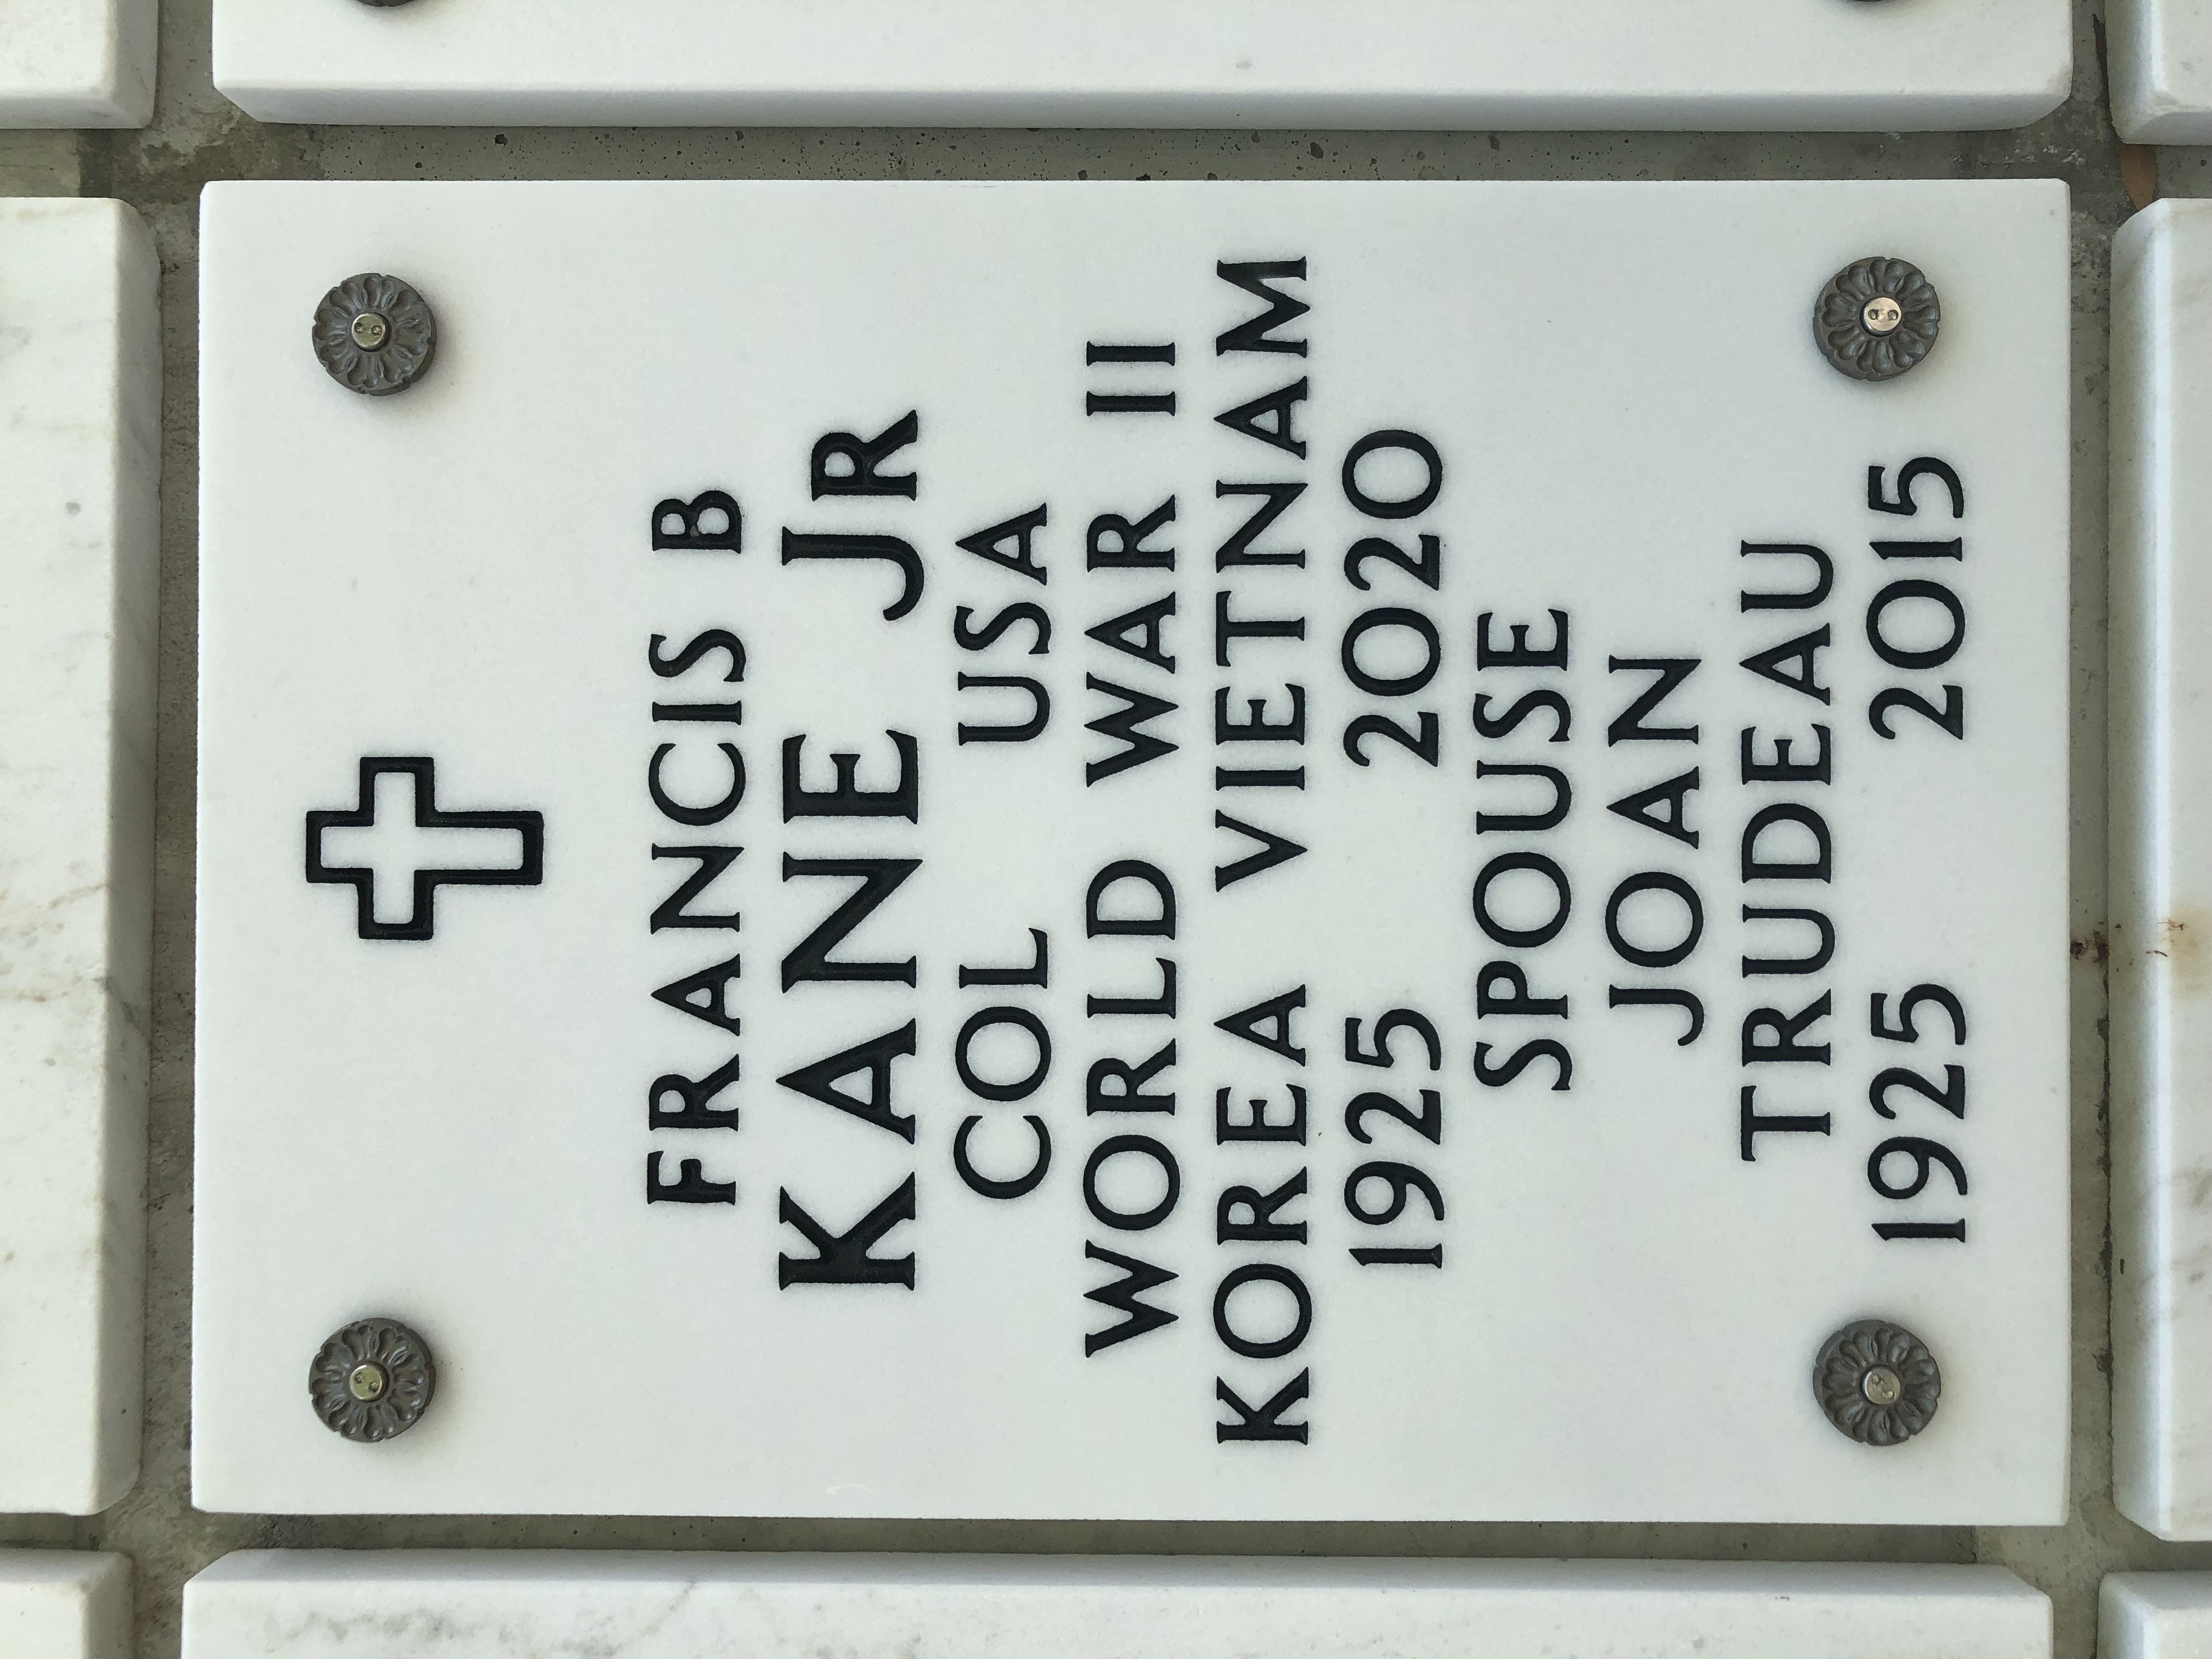 FRANCIS B
KANE JR
COL USA
WORLD WAR II
KOREA VIETNAM
1925 2020
SPOUSE
JOAN
TRUDEAU
1925 2015